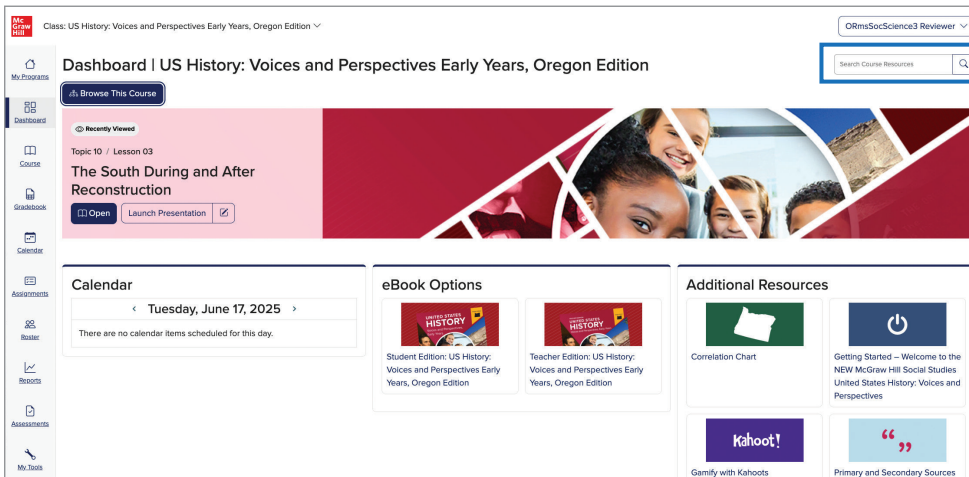 Mc
Graw
Hill
Class: US History: Voices and Perspectives Early Years, Oregon Edition
ORmsSocScience3 Reviewer
My Programs
Dashboard
Course
Gradebook
Calendar
Assignments
Roster
Reports
Assessments
My Tools
Dashboard | US History: Voices and Perspectives Early Years, Oregon Edition
Search Course Resources
Browse This Course
Recently Viewed
Topic 10 / Lesson 03
The South During and After
Reconstruction
Open
Launch Presentation
Calendar
‹ Tuesday, June 17, 2025 ›
There are no calendar items scheduled for this day.
eBook Options
UNITED STATES
HISTORY
Student Edition: US History:
Voices and Perspectives Early
Years, Oregon Edition
UNITED STATES
HISTORY
Teacher Edition: US History:
Voices and Perspectives Early
Years, Oregon Edition
Additional Resources
Correlation Chart
Getting Started – Welcome to the
NEW McGraw Hill Social Studies
United States History: Voices and
Perspectives
Kahoot!
Gamify with Kahoots
Primary and Secondary Sources